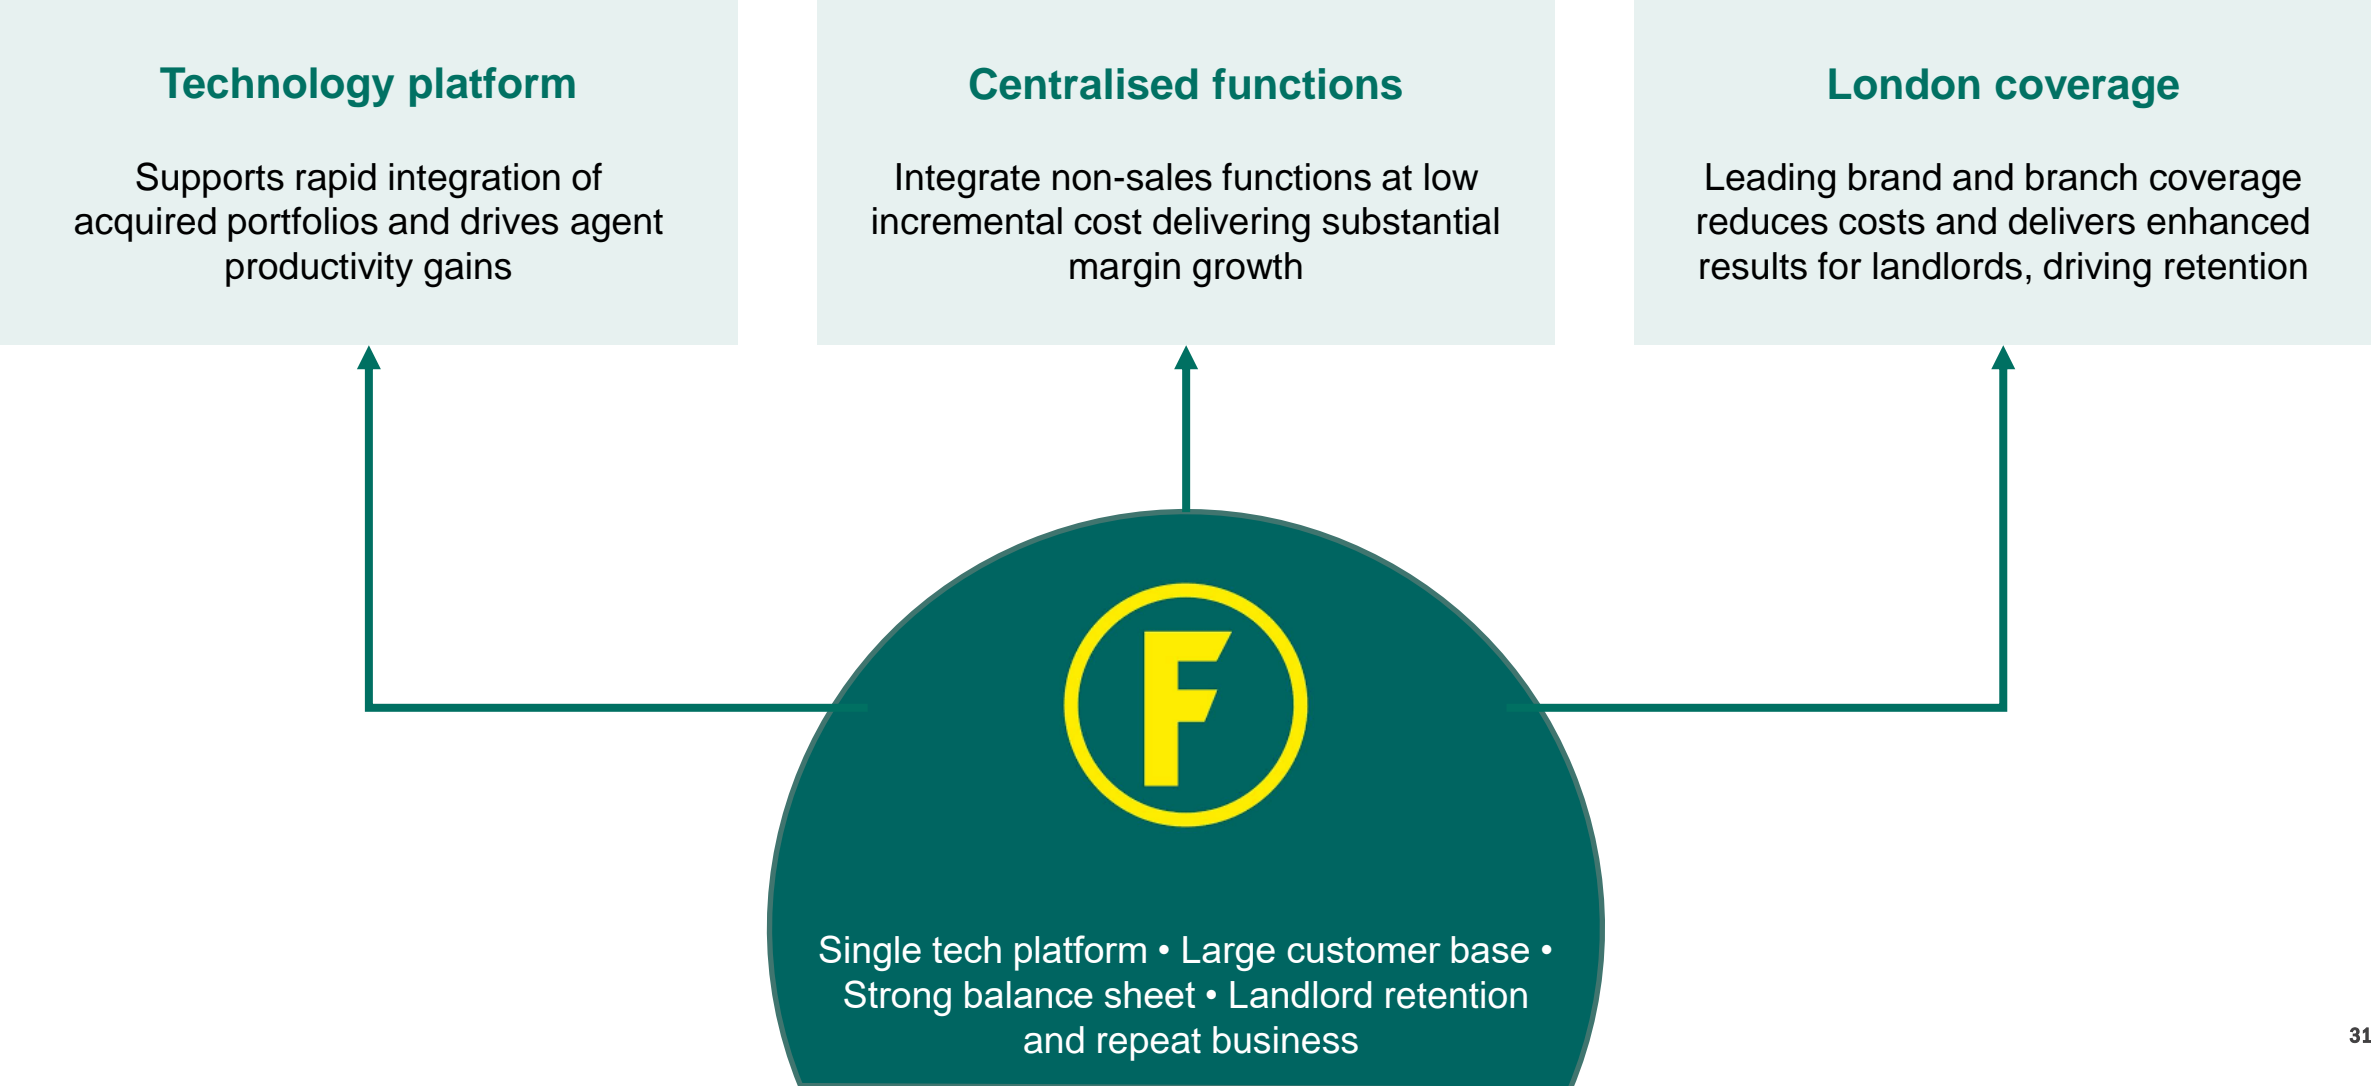 Technology platform
Supports rapid integration of
acquired portfolios and drives agent
productivity gains
Centralised functions
Integrate non-sales functions at low
incremental cost delivering substantial
margin growth
London coverage
Leading brand and branch coverage
reduces costs and delivers enhanced
results for landlords, driving retention
F
Single tech platform • Large customer base •
Strong balance sheet • Landlord retention
and repeat business
31